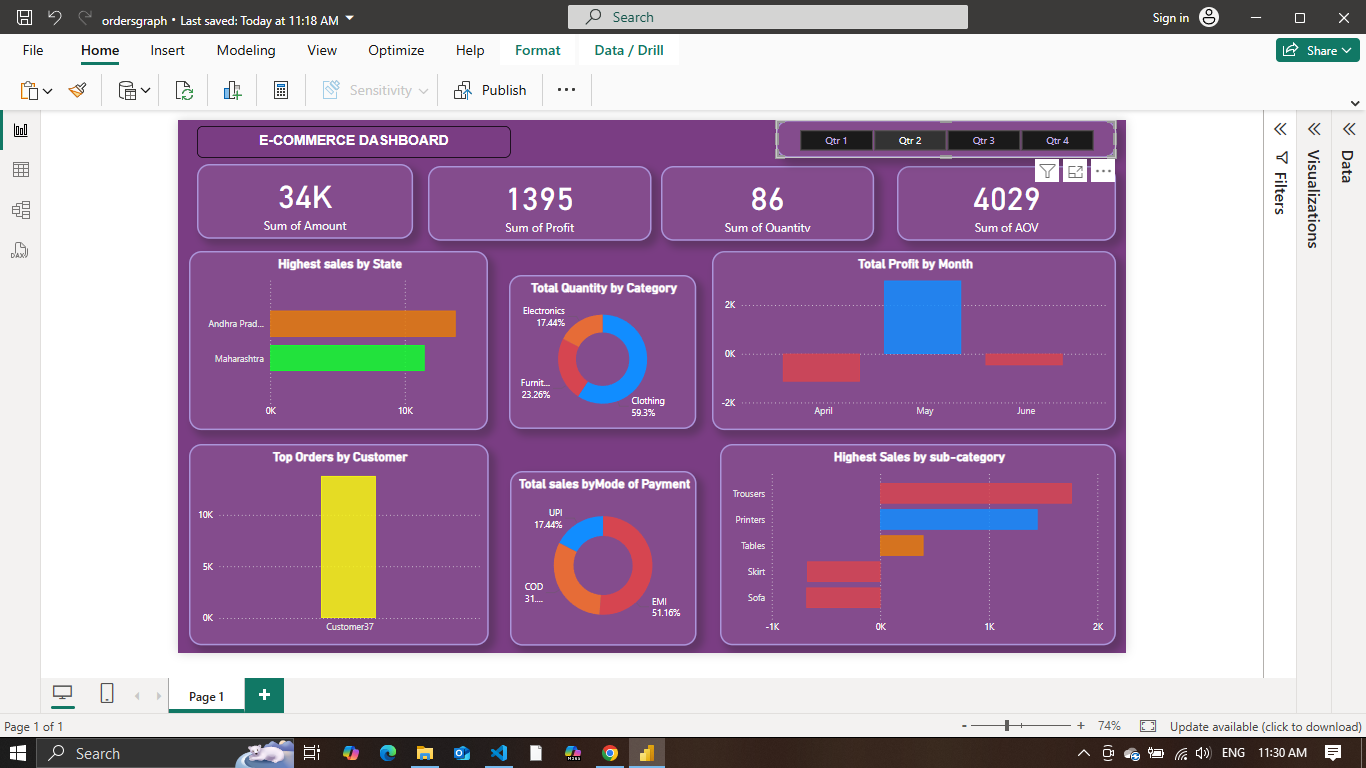 ordersgraph • Last saved: Today at 11:18 AM
Search
Sign in
File Home Insert Modeling View Optimize Help Format Data / Drill
Share
Sensitivity
Publish
E-COMMERCE DASHBOARD
Qtr 1 Qtr 2 Qtr 3 Qtr 4
34K
Sum of Amount
1395
Sum of Profit
86
Sum of Quantity
4029
Sum of AOV
Highest sales by State
Andhra Prad...
Maharashtra
0K 10K
Total Quantity by Category
Electronics
17.44%
Furnit...
23.26%
Clothing
59.3%
Total Profit by Month
2K
0K
-2K
April May June
Top Orders by Customer
10K
5K
0K
Customer37
Total sales byMode of Payment
UPI
17.44%
COD
31....
EMI
51.16%
Highest Sales by sub-category
Trousers
Printers
Tables
Skirt
Sofa
-1K 0K 1K 2K
Filters
Visualizations
Data
DAX
Page 1
Page 1 of 1
- + 74%
Update available (click to download)
Search
ENG 11:30 AM